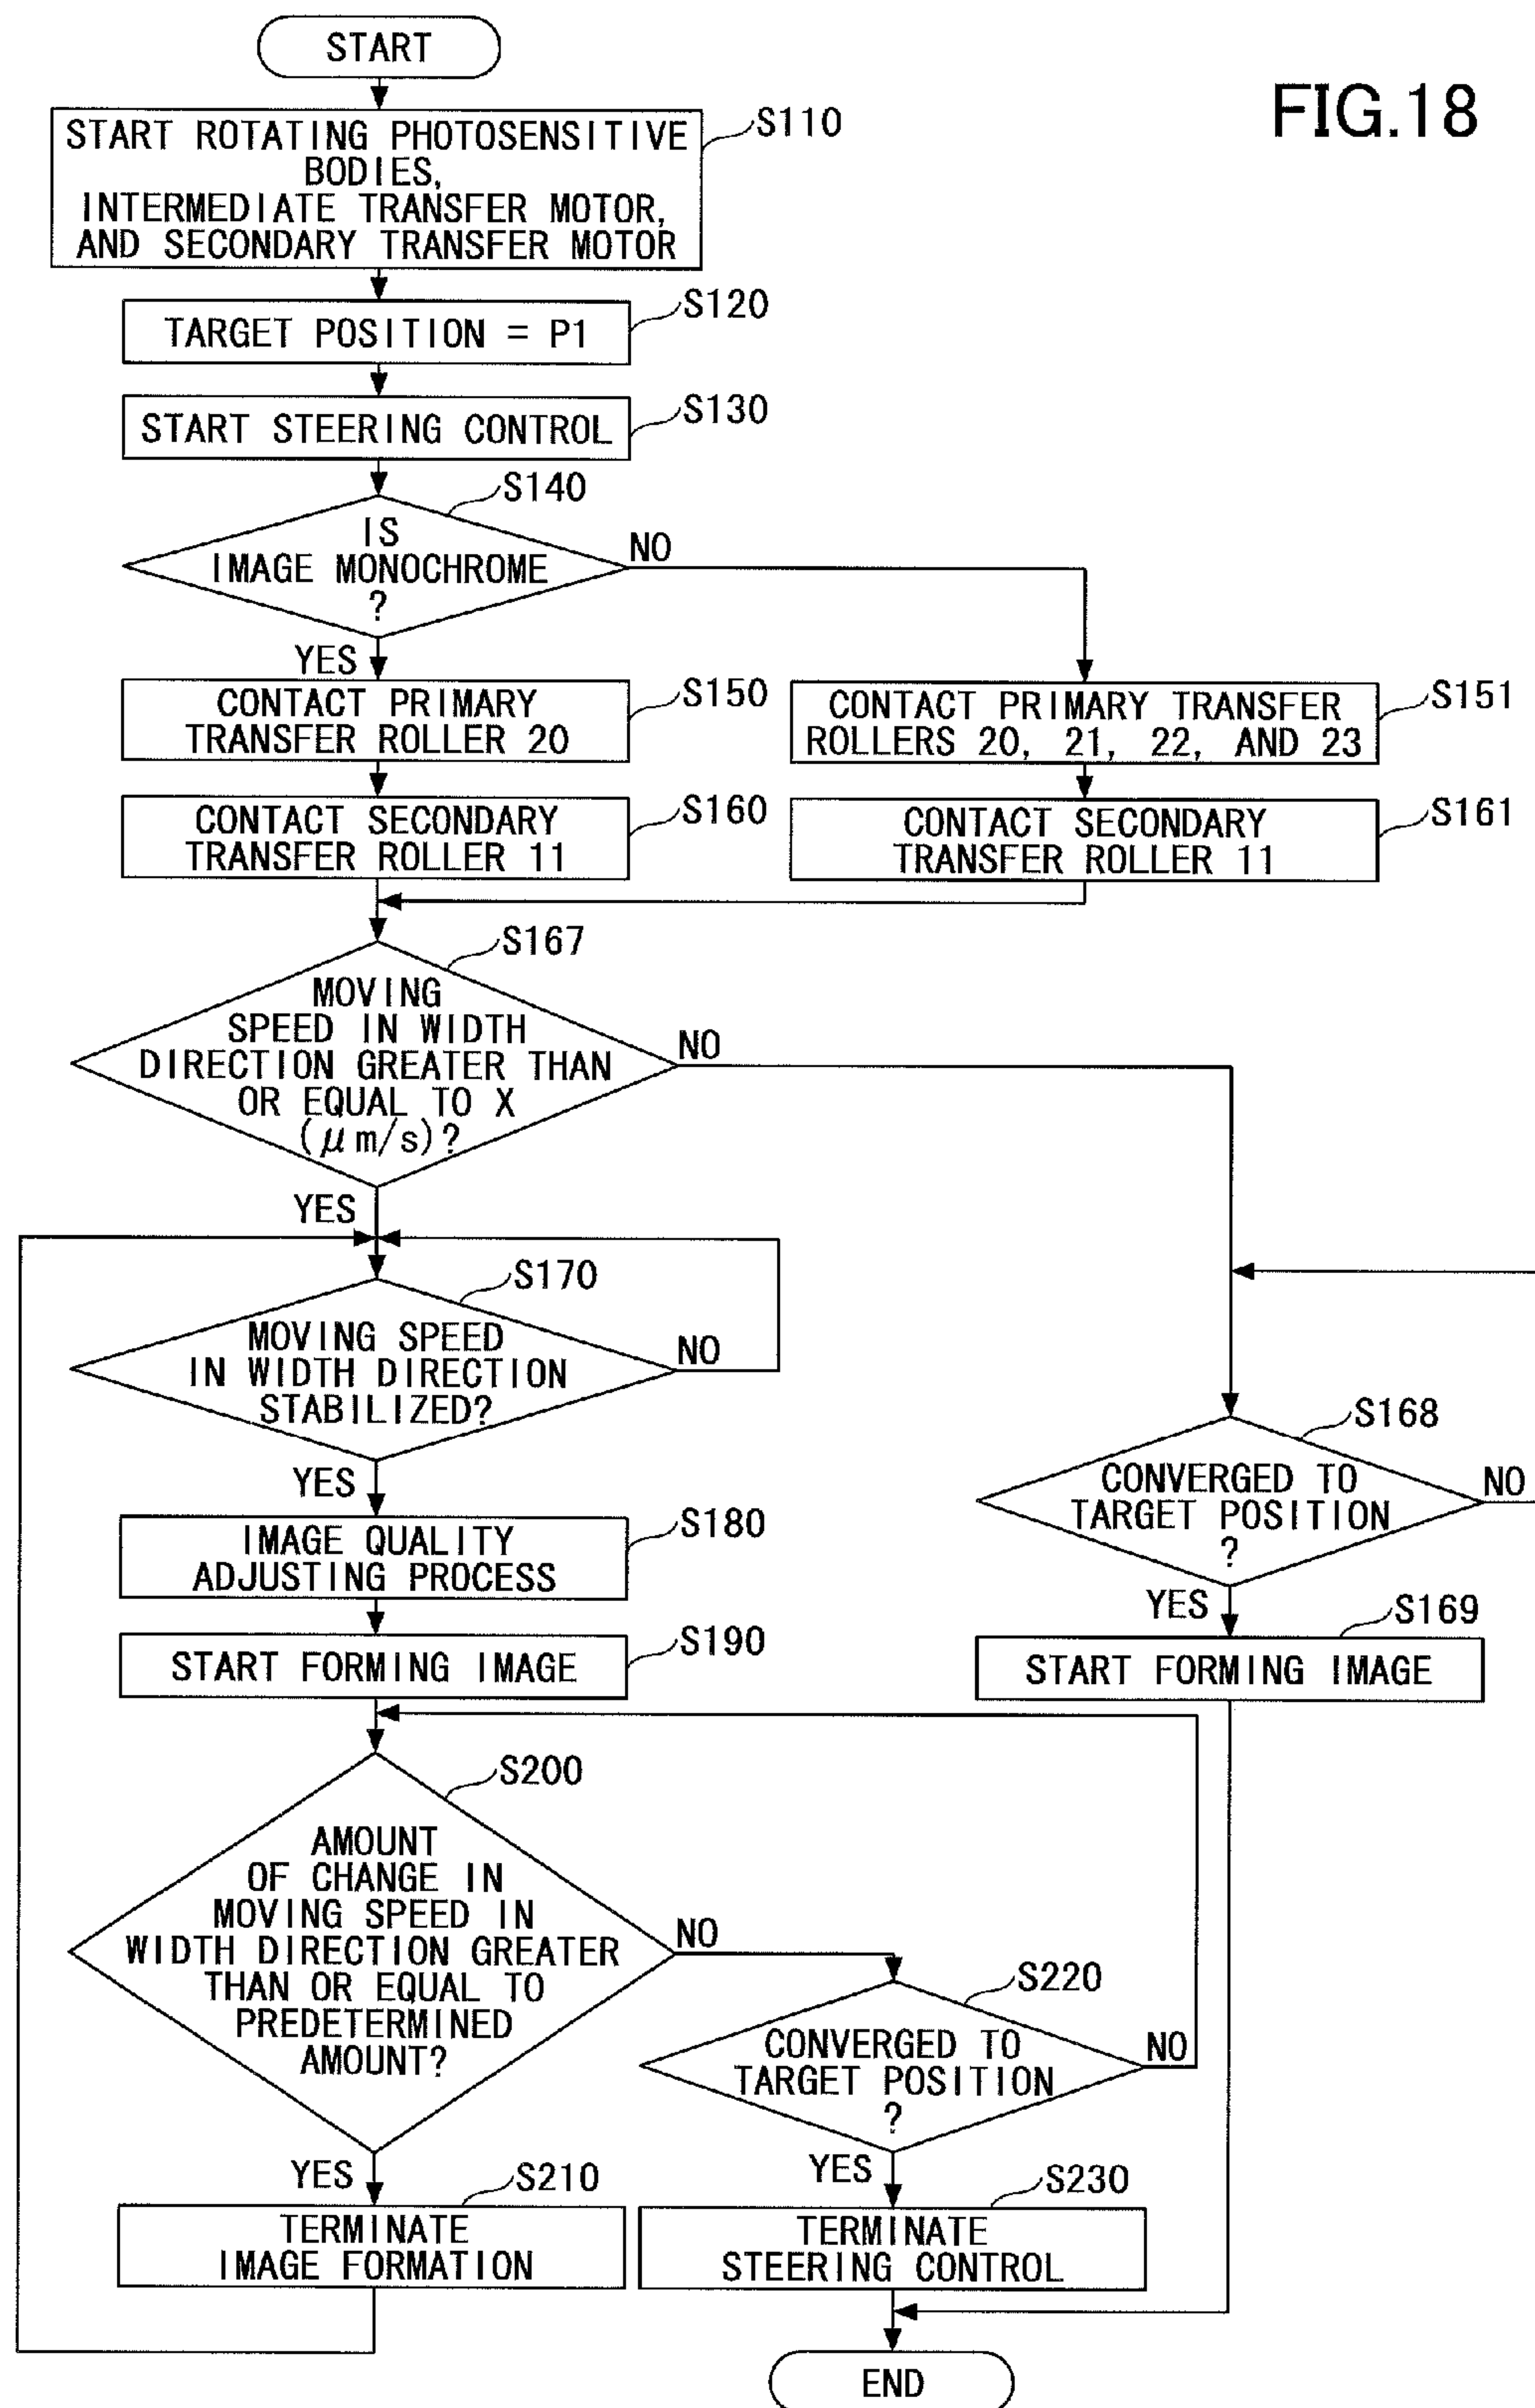 START
FIG.18
START ROTATING PHOTOSENSITIVE
BODIES,
INTERMEDIATE TRANSFER MOTOR,
AND SECONDARY TRANSFER MOTOR
S110
TARGET POSITION = P1
S120
START STEERING CONTROL
S130
S140
IS
IMAGE MONOCHROME
?
NO
YES
CONTACT PRIMARY
TRANSFER ROLLER 20
S150
CONTACT PRIMARY TRANSFER
ROLLERS 20, 21, 22, AND 23
S151
CONTACT SECONDARY
TRANSFER ROLLER 11
S160
CONTACT SECONDARY
TRANSFER ROLLER 11
S161
S167
MOVING
SPEED IN WIDTH
DIRECTION GREATER THAN
OR EQUAL TO X
(μm/s)?
NO
YES
S170
MOVING SPEED
IN WIDTH DIRECTION
STABILIZED?
NO
YES
S168
CONVERGED TO
TARGET POSITION
?
NO
YES
IMAGE QUALITY
ADJUSTING PROCESS
S180
START FORMING IMAGE
S190
S169
START FORMING IMAGE
S200
AMOUNT
OF CHANGE IN
MOVING SPEED IN
WIDTH DIRECTION GREATER
THAN OR EQUAL TO
PREDETERMINED
AMOUNT?
NO
YES
S220
CONVERGED TO
TARGET POSITION
?
NO
YES
S210
TERMINATE
IMAGE FORMATION
S230
TERMINATE
STEERING CONTROL
END